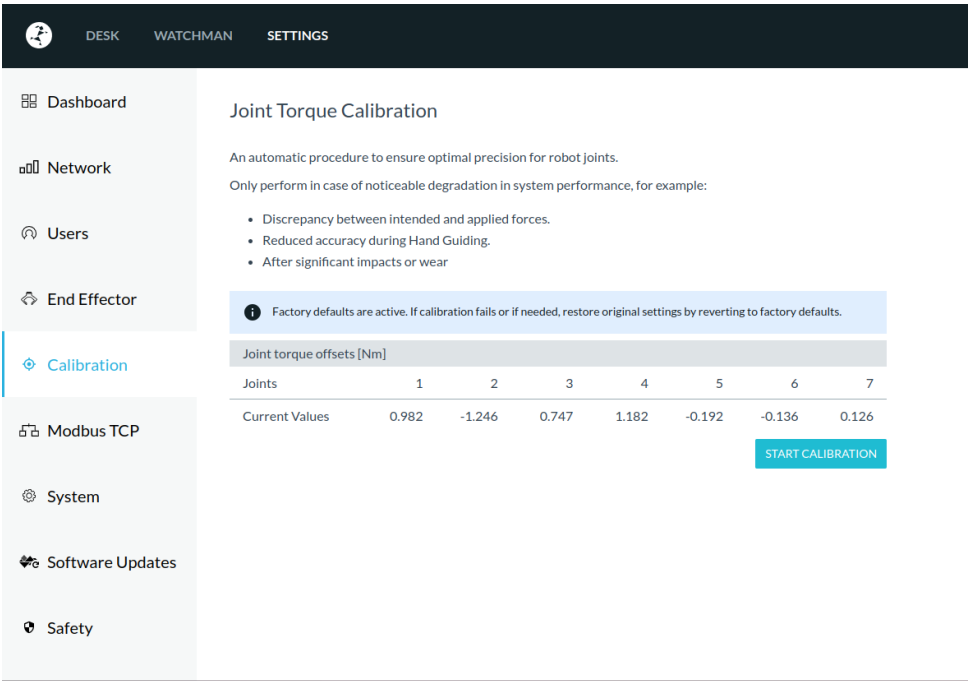 DESK WATCHMAN SETTINGS
Dashboard
Network
Users
End Effector
Calibration
Modbus TCP
System
Software Updates
Safety
Joint Torque Calibration
An automatic procedure to ensure optimal precision for robot joints.
Only perform in case of noticeable degradation in system performance, for example:
• Discrepancy between intended and applied forces.
• Reduced accuracy during Hand Guiding.
• After significant impacts or wear
Factory defaults are active. If calibration fails or if needed, restore original settings by reverting to factory defaults.
Joint torque offsets [Nm]
Joints 1 2 3 4 5 6 7
Current Values 0.982 -1.246 0.747 1.182 -0.192 -0.136 0.126
START CALIBRATION